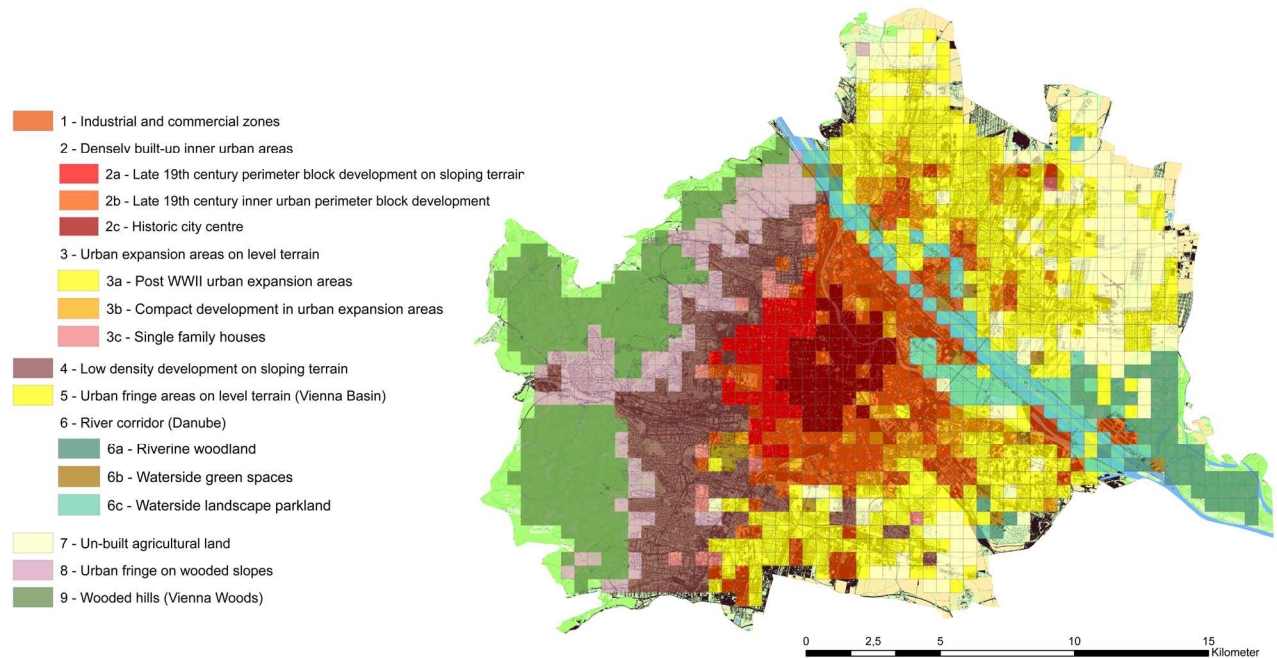 1 - Industrial and commercial zones
2 - Densely built-up inner urban areas
2a - Late 19th century perimeter block development on sloping terrain
2b - Late 19th century inner urban perimeter block development
2c - Historic city centre
3 - Urban expansion areas on level terrain
3a - Post WWII urban expansion areas
3b - Compact development in urban expansion areas
3c - Single family houses
4 - Low density development on sloping terrain
5 - Urban fringe areas on level terrain (Vienna Basin)
6 - River corridor (Danube)
6a - Riverine woodland
6b - Waterside green spaces
6c - Waterside landscape parkland
7 - Un-built agricultural land
8 - Urban fringe on wooded slopes
9 - Wooded hills (Vienna Woods)
0 2,5 5 10 15
Kilometer